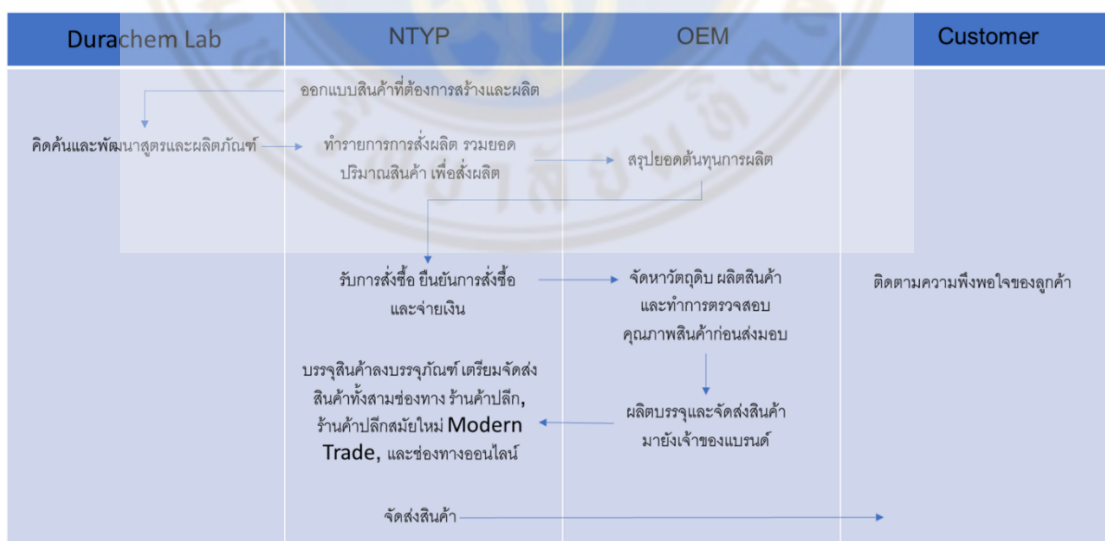 Durachem Lab
NTYP
OEM
Customer
ออกแบบสินค้าที่ต้องการสร้างและผลิต
คิดค้นและพัฒนาสูตรและผลิตภัณฑ์
ทำรายการการสั่งผลิต รวมยอด
ปริมาณสินค้า เพื่อสั่งผลิต
สรุปยอดต้นทุนการผลิต
รับการสั่งซื้อ ยืนยันการสั่งซื้อ
และจ่ายเงิน
จัดหาวัตถุดิบ ผลิตสินค้า
และทำการตรวจสอบ
คุณภาพสินค้าก่อนส่งมอบ
ติดตามความพึงพอใจของลูกค้า
บรรจุสินค้าลงบรรจุภัณฑ์ เตรียมจัดส่ง
สินค้าทั้งสามช่องทาง ร้านค้าปลีก,
ร้านค้าปลีกสมัยใหม่ Modern
Trade, และช่องทางออนไลน์
ผลิตบรรจุและจัดส่งสินค้า
มายังเจ้าของแบรนด์
จัดส่งสินค้า